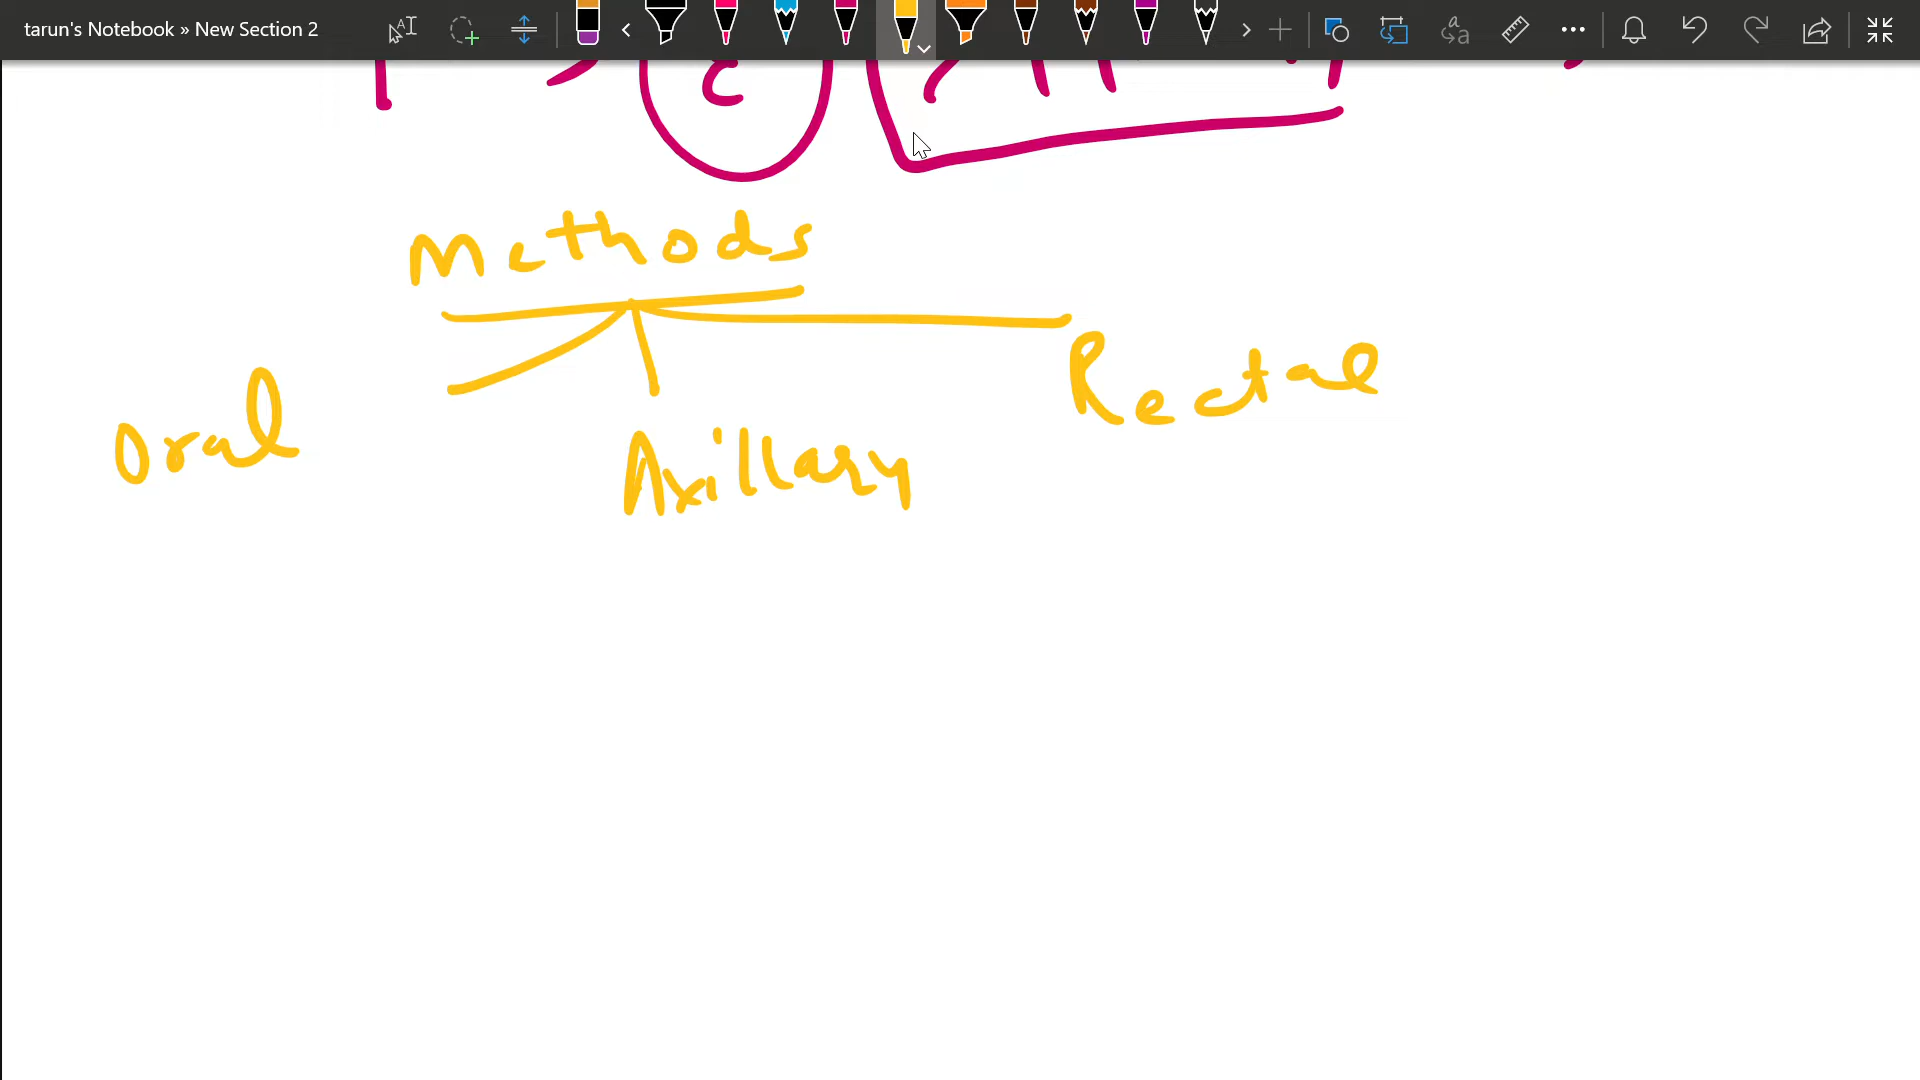 tarun's Notebook » New Section 2
Methods
Oral
Axillary
Rectal